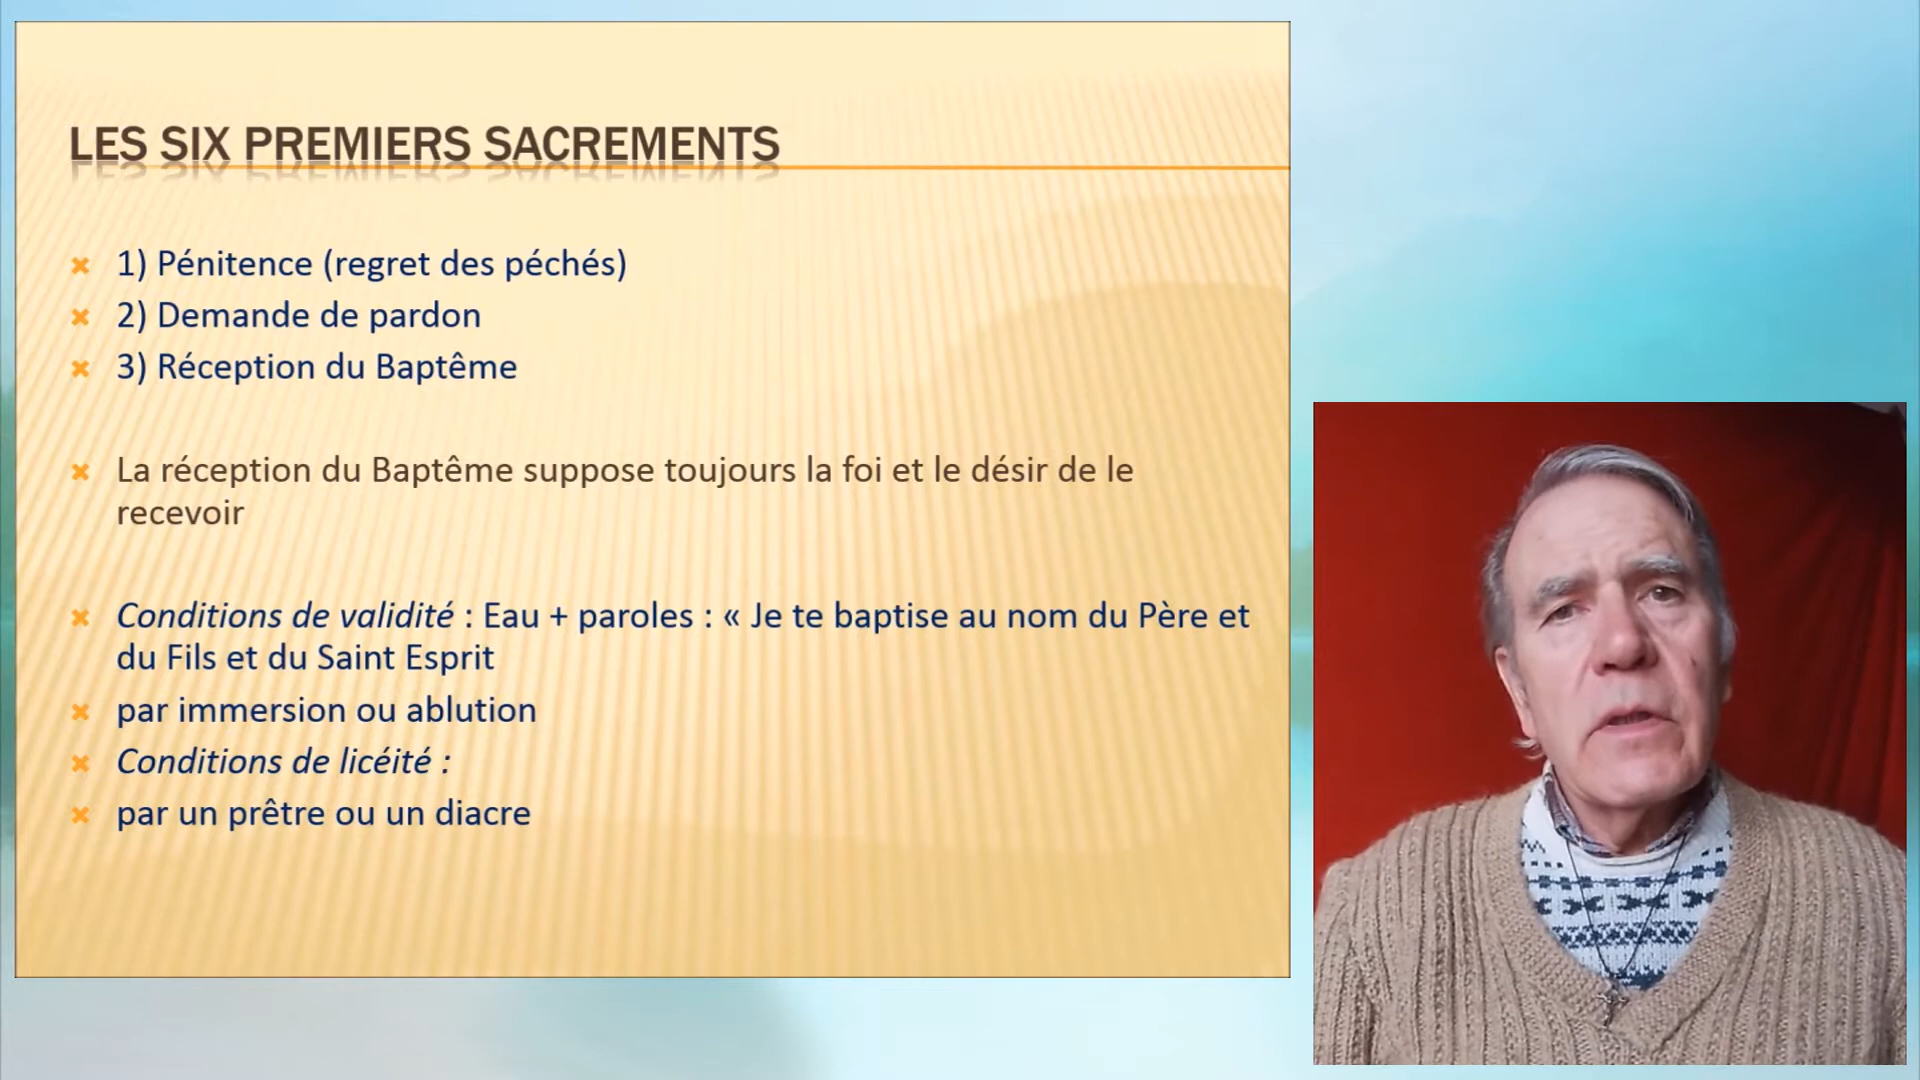 LES SIX PREMIERS SACREMENTS
1) Pénitence (regret des péchés)
2) Demande de pardon
3) Réception du Baptême
La réception du Baptême suppose toujours la foi et le désir de le
recevoir
Conditions de validité : Eau + paroles : « Je te baptise au nom du Père et
du Fils et du Saint Esprit
par immersion ou ablution
Conditions de licéité :
par un prêtre ou un diacre